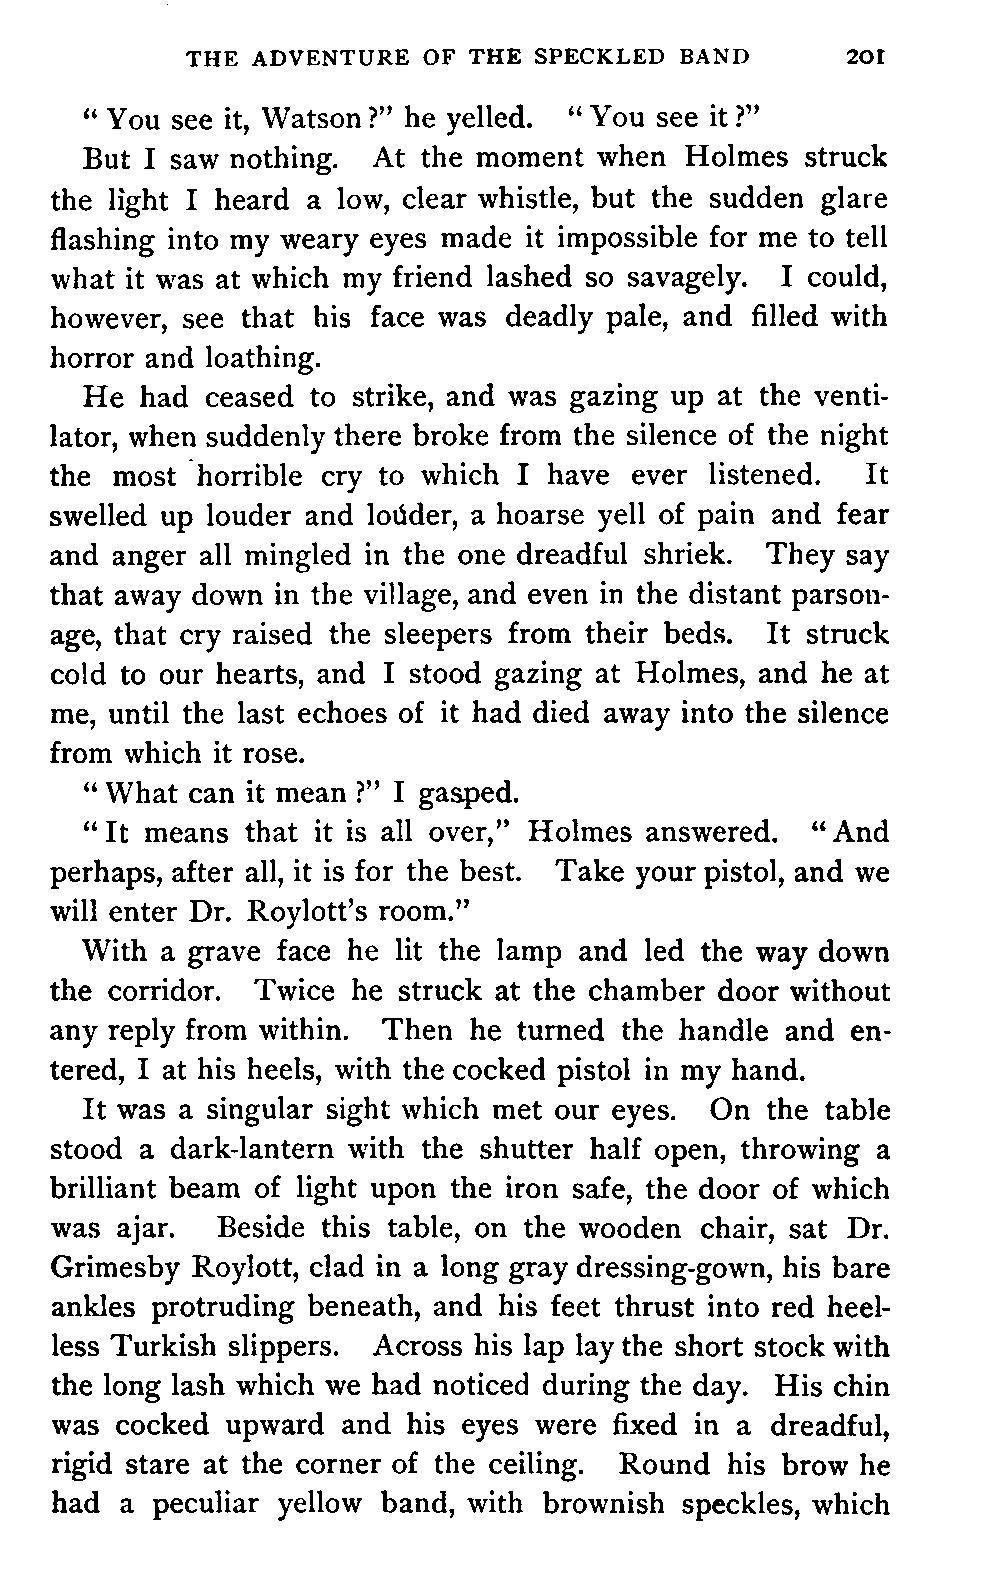 THE ADVENTURE OF THE SPECKLED BAND 201
“ You see it, Watson ?” he yelled. “ You see it ?”
But I saw nothing. At the moment when Holmes struck
the light I heard a low, clear whistle, but the sudden glare
flashing into my weary eyes made it impossible for me to tell
what it was at which my friend lashed so savagely. I could,
however, see that his face was deadly pale, and filled with
horror and loathing.
He had ceased to strike, and was gazing up at the venti-
lator, when suddenly there broke from the silence of the night
the most horrible cry to which I have ever listened. It
swelled up louder and louder, a hoarse yell of pain and fear
and anger all mingled in the one dreadful shriek. They say
that away down in the village, and even in the distant parson-
age, that cry raised the sleepers from their beds. It struck
cold to our hearts, and I stood gazing at Holmes, and he at
me, until the last echoes of it had died away into the silence
from which it rose.
“ What can it mean ?” I gasped.
“ It means that it is all over,” Holmes answered. “ And
perhaps, after all, it is for the best. Take your pistol, and we
will enter Dr. Roylott’s room.”
With a grave face he lit the lamp and led the way down
the corridor. Twice he struck at the chamber door without
any reply from within. Then he turned the handle and en-
tered, I at his heels, with the cocked pistol in my hand.
It was a singular sight which met our eyes. On the table
stood a dark-lantern with the shutter half open, throwing a
brilliant beam of light upon the iron safe, the door of which
was ajar. Beside this table, on the wooden chair, sat Dr.
Grimesby Roylott, clad in a long gray dressing-gown, his bare
ankles protruding beneath, and his feet thrust into red heel-
less Turkish slippers. Across his lap lay the short stock with
the long lash which we had noticed during the day. His chin
was cocked upward and his eyes were fixed in a dreadful,
rigid stare at the corner of the ceiling. Round his brow he
had a peculiar yellow band, with brownish speckles, which